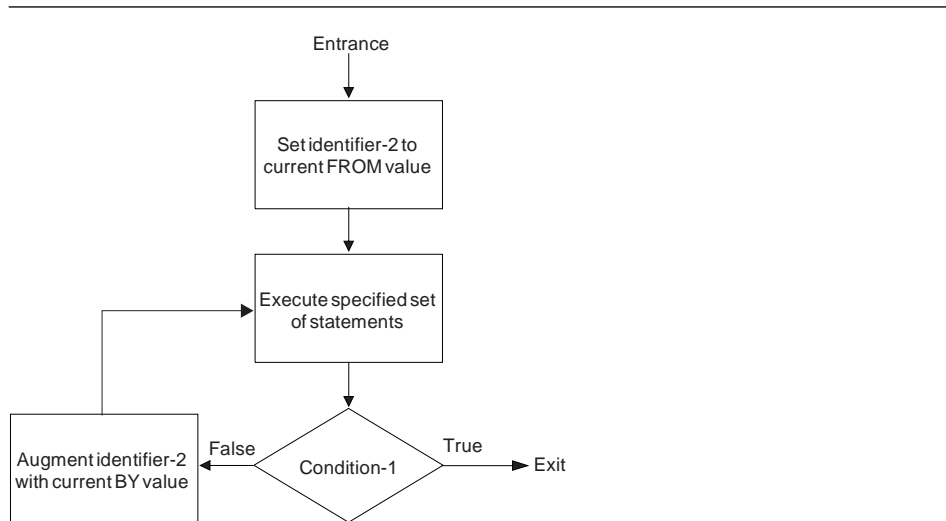 Entrance
Set identifier-2 to
current FROM value
Execute specified set
of statements
False
True
Augment identifier-2
with current BY value
Condition-1
Exit